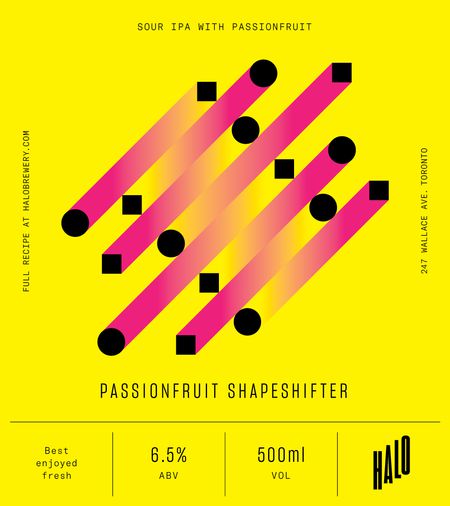 SOUR IPA WITH PASSIONFRUIT
FULL RECIPE AT HALOBREWERY.COM
247 WALLACE AVE. TORONTO
PASSIONFRUIT SHAPESHIFTER
Best
enjoyed
fresh
6.5%
ABV
500ml
VOL
HALO